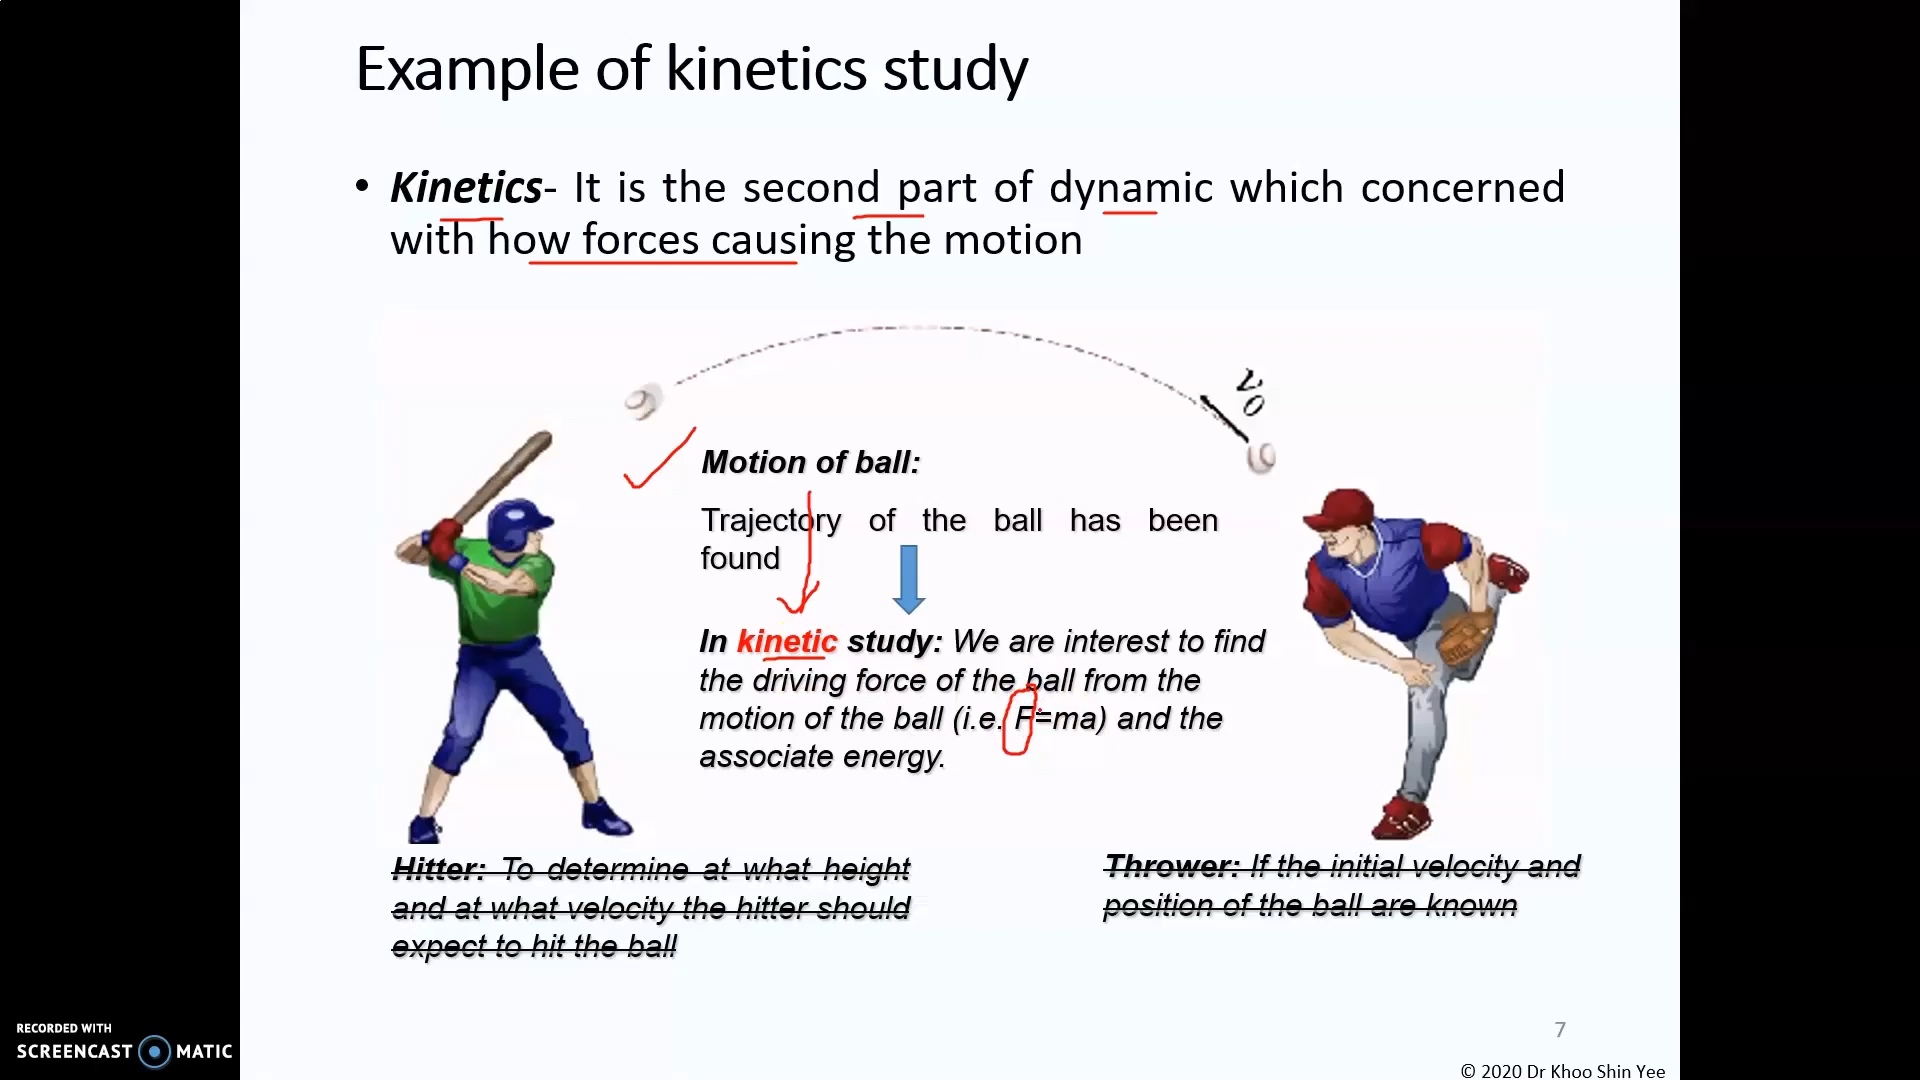 Example of kinetics study
• Kinetics- It is the second part of dynamic which concerned
with how forces causing the motion
v0
Motion of ball:
Trajectory of the ball has been
found
In kinetic study: We are interest to find
the driving force of the ball from the
motion of the ball (i.e. F=ma) and the
associate energy.
Hitter: To determine at what height
and at what velocity the hitter should
expect to hit the ball
Thrower: If the initial velocity and
position of the ball are known
7
© 2020 Dr Khoo Shin Yee
RECORDED WITH
SCREENCAST MATIC